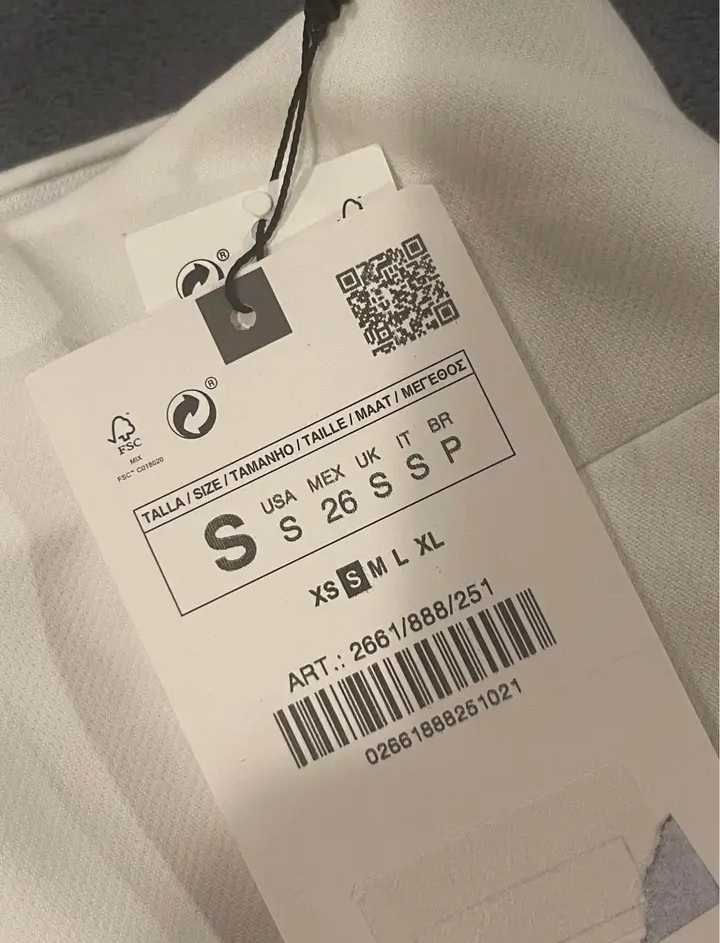 ®
®
FSC
MIX
FSC™ C018020
TALLA / SIZE / TAMANHO / TAILLE / MAAT / ΜΕΓΕΘΟΣ
S
USA MEX UK IT BR
S 26 S S P
XS S M L XL
ART.: 2661/888/251
02661888251021